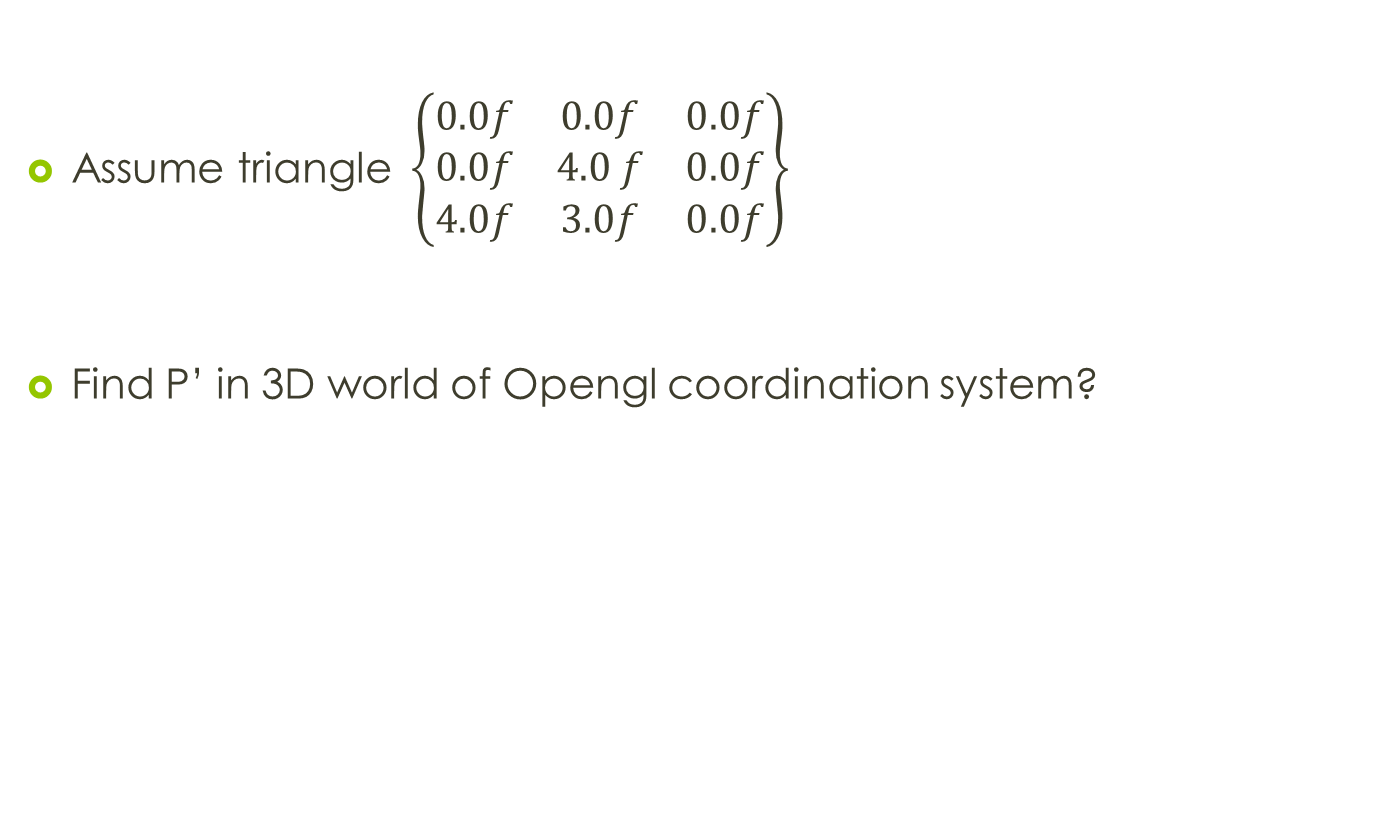 0.0f 0.0f 0.0f
Assume triangle 0.0f 4.0 f 0.0f
4.0f 3.0f 0.0f
Find P’ in 3D world of Opengl coordination system?